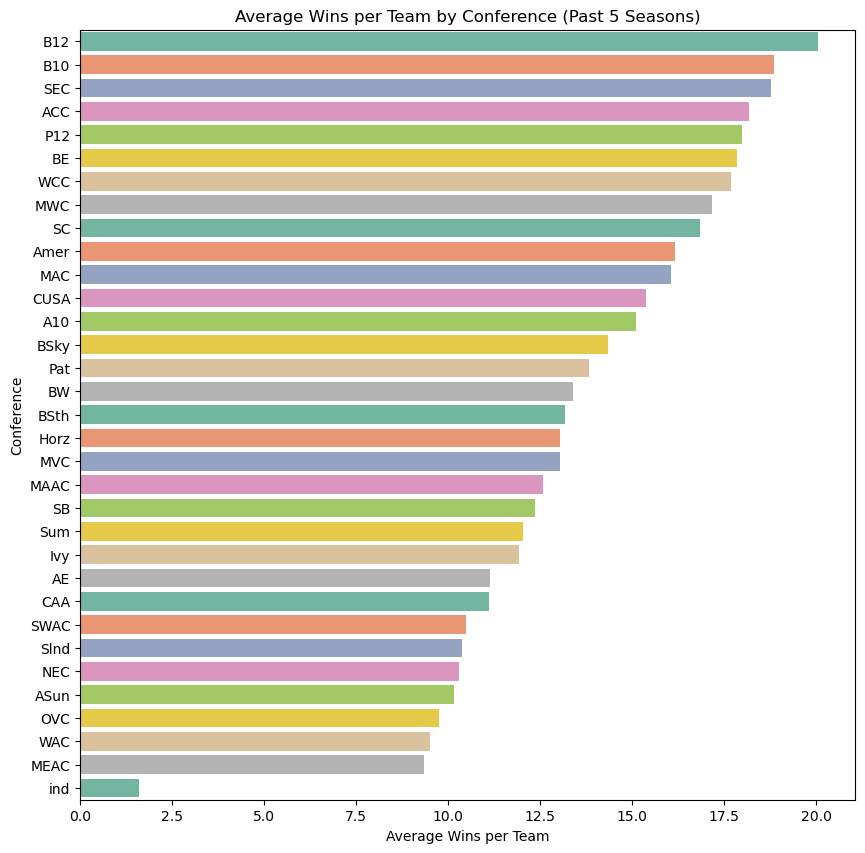 Average Wins per Team by Conference (Past 5 Seasons)
B12
B10
SEC
ACC
P12
BE
WCC
MWC
SC
Amer
MAC
CUSA
A10
BSky
Pat
BW
BSth
Horz
MVC
MAAC
SB
Sum
Ivy
AE
CAA
SWAC
Slnd
NEC
ASun
OVC
WAC
MEAC
ind
Conference
0.0 2.5 5.0 7.5 10.0 12.5 15.0 17.5 20.0
Average Wins per Team